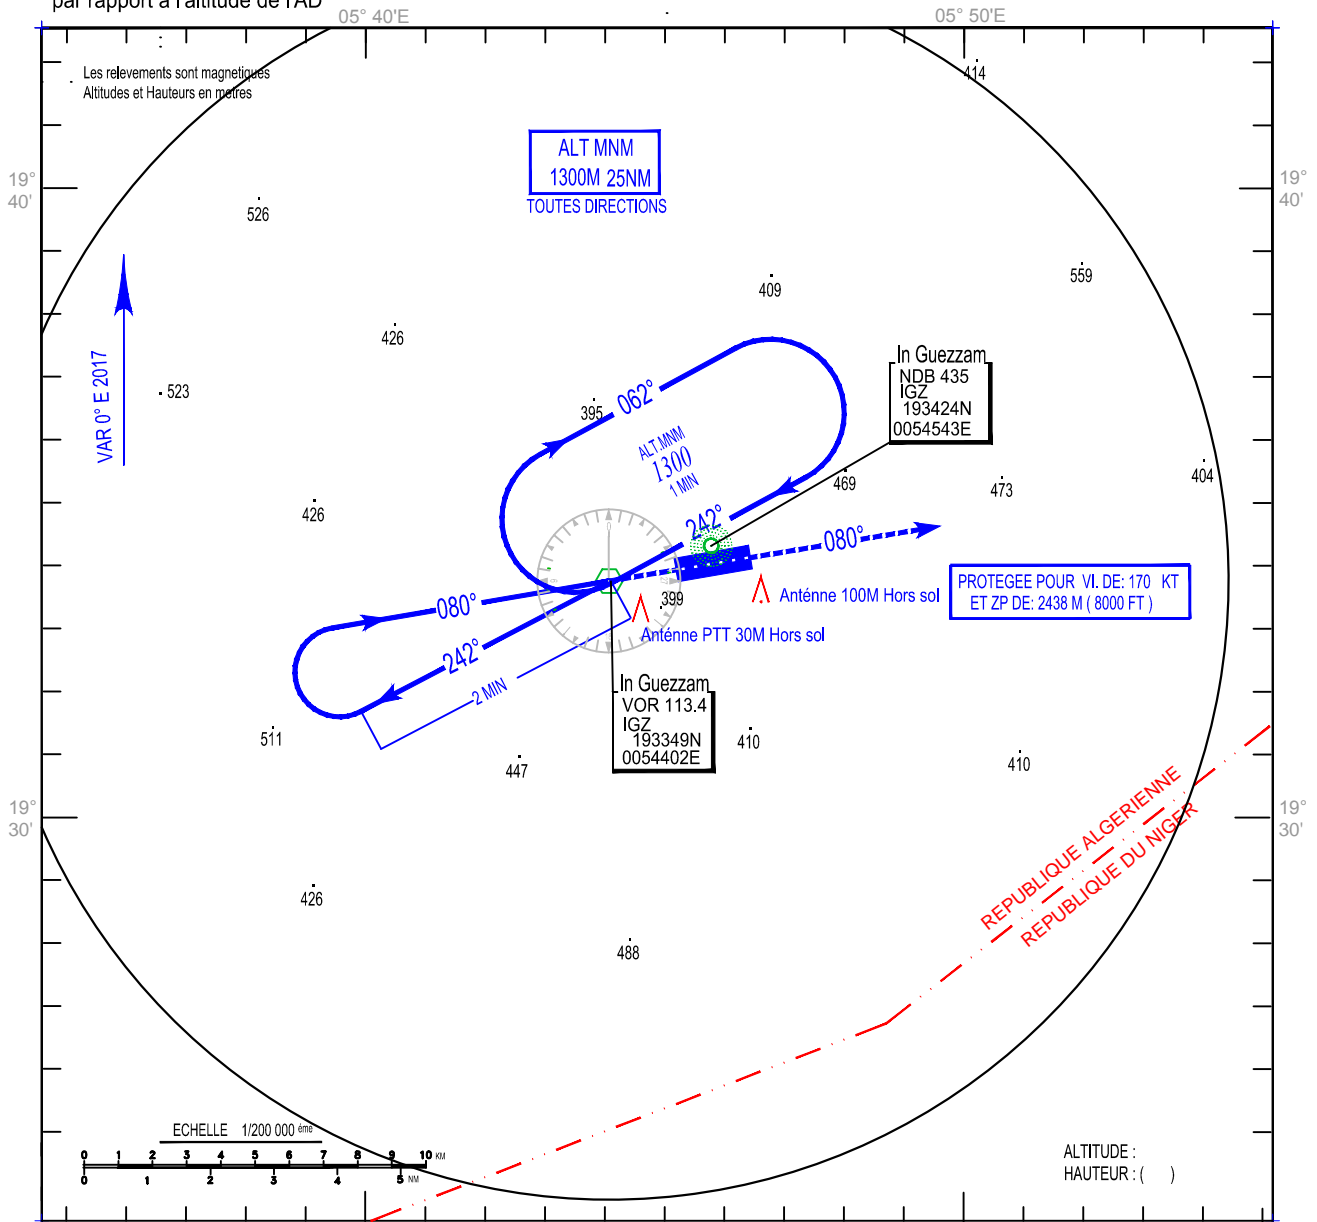 par rapport à l'altitude de l'AD
05° 40'E
05° 50'E
Les relevements sont magnetiques
Altitudes et Hauteurs en metres
414
ALT MNM
1300M 25NM
TOUTES DIRECTIONS
19°
40'
19°
40'
526
559
409
426
VAR 0° E 2017
523
In Guezzam
NDB 435
IGZ
193424N
0054543E
062°
395
ALT.MNM
1300
1 MIN
469
473
404
426
242°
080°
PROTEGEE POUR VI. DE: 170 KT
ET ZP DE: 2438 M ( 8000 FT )
Anténne 100M Hors sol
399
080°
Anténne PTT 30M Hors sol
242°
2 MIN
In Guezzam
VOR 113.4
IGZ
193349N
0054402E
511
447
410
410
19°
30'
19°
30'
REPUBLIQUE ALGERIENNE
REPUBLIQUE DU NIGER
426
488
ECHELLE 1/200 000 éme
0 1 2 3 4 5 6 7 8 9 10 KM
0 1 2 3 4 5 NM
ALTITUDE :
HAUTEUR : ( )